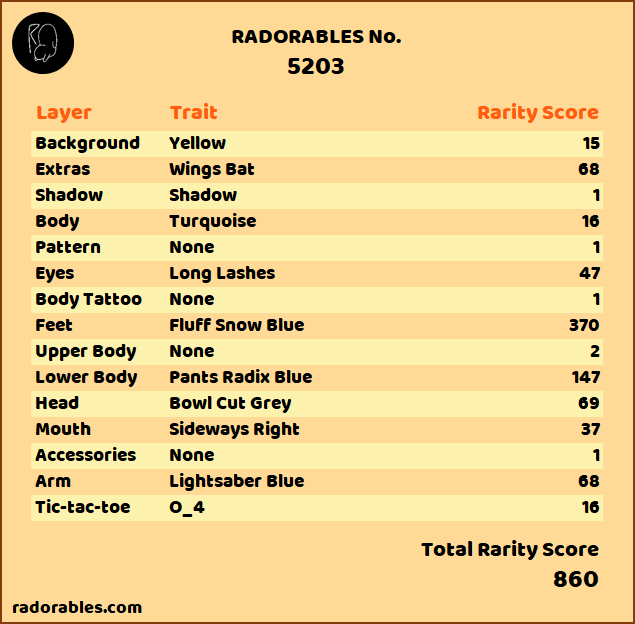 RADORABLES No.
5203
Layer Trait Rarity Score
Background Yellow 15
Extras Wings Bat 68
Shadow Shadow 1
Body Turquoise 16
Pattern None 1
Eyes Long Lashes 47
Body Tattoo None 1
Feet Fluff Snow Blue 370
Upper Body None 2
Lower Body Pants Radix Blue 147
Head Bowl Cut Grey 69
Mouth Sideways Right 37
Accessories None 1
Arm Lightsaber Blue 68
Tic-tac-toe O_4 16
Total Rarity Score
860
radorables.com